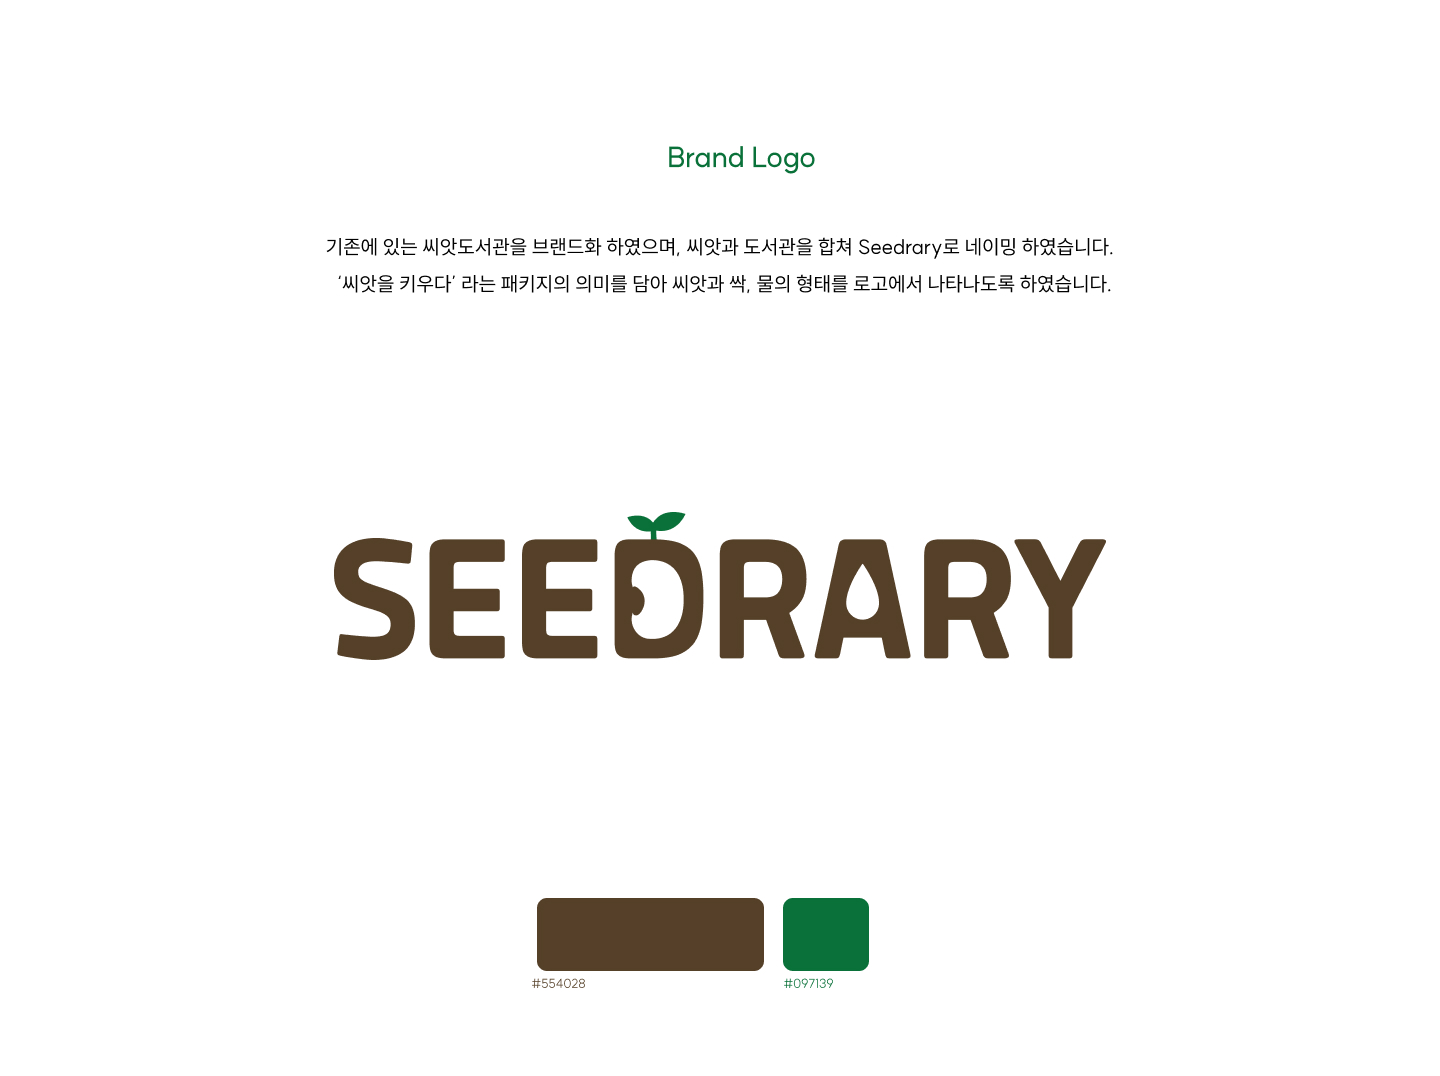 Brand Logo
기존에 있는 씨앗도서관을 브랜드화 하였으며, 씨앗과 도서관을 합쳐 Seedrary로 네이밍 하였습니다.
‘씨앗을 키우다’ 라는 패키지의 의미를 담아 씨앗과 싹, 물의 형태를 로고에서 나타나도록 하였습니다.
SEEDRARY
#554028 #097139